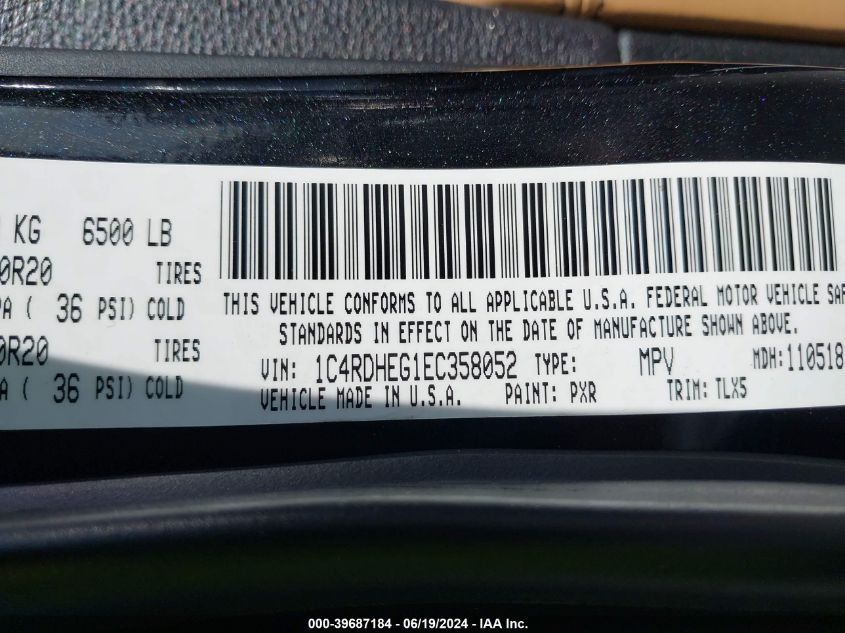 KG 6500 LB
0R20 TIRES
PA ( 36 PSI) COLD
0R20 TIRES
A ( 36 PSI) COLD
THIS VEHICLE CONFORMS TO ALL APPLICABLE U.S.A. FEDERAL MOTOR VEHICLE SAF
STANDARDS IN EFFECT ON THE DATE OF MANUFACTURE SHOWN ABOVE.
VIN: 1C4RDHEG1EC358052 TYPE: MPV MDH:110518
VEHICLE MADE IN U.S.A. PAINT: PXR TRIM: TLX5
000-39687184 - 06/19/2024 - IAA Inc.